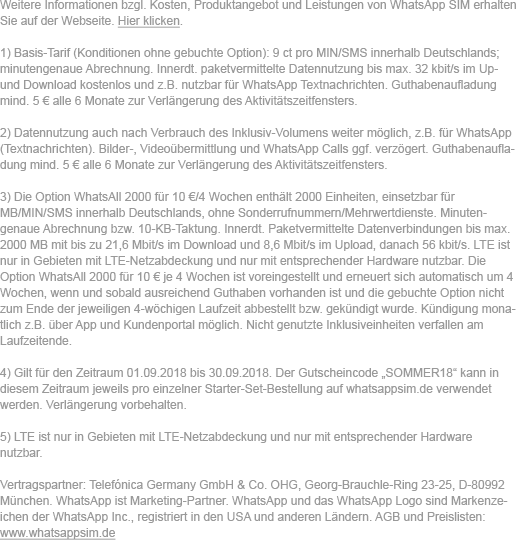 Weitere Informationen bzgl. Kosten, Produktangebot und Leistungen von WhatsApp SIM erhalten
Sie auf der Webseite. Hier klicken.
1) Basis-Tarif (Konditionen ohne gebuchte Option): 9 ct pro MIN/SMS innerhalb Deutschlands;
minutengenaue Abrechnung. Innerdt. paketvermittelte Datennutzung bis max. 32 kbit/s im Up-
und Download kostenlos und z.B. nutzbar für WhatsApp Textnachrichten. Guthabenaufladung
mind. 5 € alle 6 Monate zur Verlängerung des Aktivitätszeitfensters.
2) Datennutzung auch nach Verbrauch des Inklusiv-Volumens weiter möglich, z.B. für WhatsApp
(Textnachrichten). Bilder-, Videoübermittlung und WhatsApp Calls ggf. verzögert. Guthabenaufla-
dung mind. 5 € alle 6 Monate zur Verlängerung des Aktivitätszeitfensters.
3) Die Option WhatsAll 2000 für 10 €/4 Wochen enthält 2000 Einheiten, einsetzbar für
MB/MIN/SMS innerhalb Deutschlands, ohne Sonderrufnummern/Mehrwertdienste. Minuten-
genaue Abrechnung bzw. 10-KB-Taktung. Innerdt. Paketvermittelte Datenverbindungen bis max.
2000 MB mit bis zu 21,6 Mbit/s im Download und 8,6 Mbit/s im Upload, danach 56 kbit/s. LTE ist
nur in Gebieten mit LTE-Netzabdeckung und nur mit entsprechender Hardware nutzbar. Die
Option WhatsAll 2000 für 10 € je 4 Wochen ist voreingestellt und erneuert sich automatisch um 4
Wochen, wenn und sobald ausreichend Guthaben vorhanden ist und die gebuchte Option nicht
zum Ende der jeweiligen 4-wöchigen Laufzeit abbestellt bzw. gekündigt wurde. Kündigung mona-
tlich z.B. über App und Kundenportal möglich. Nicht genutzte Inklusiveinheiten verfallen am
Laufzeitende.
4) Gilt für den Zeitraum 01.09.2018 bis 30.09.2018. Der Gutscheincode „SOMMER18“ kann in
diesem Zeitraum jeweils pro einzelner Starter-Set-Bestellung auf whatsappsim.de verwendet
werden. Verlängerung vorbehalten.
5) LTE ist nur in Gebieten mit LTE-Netzabdeckung und nur mit entsprechender Hardware
nutzbar.
Vertragspartner: Telefónica Germany GmbH & Co. OHG, Georg-Brauchle-Ring 23-25, D-80992
München. WhatsApp ist Marketing-Partner. WhatsApp und das WhatsApp Logo sind Markenze-
ichen der WhatsApp Inc., registriert in den USA und anderen Ländern. AGB und Preislisten:
www.whatsappsim.de